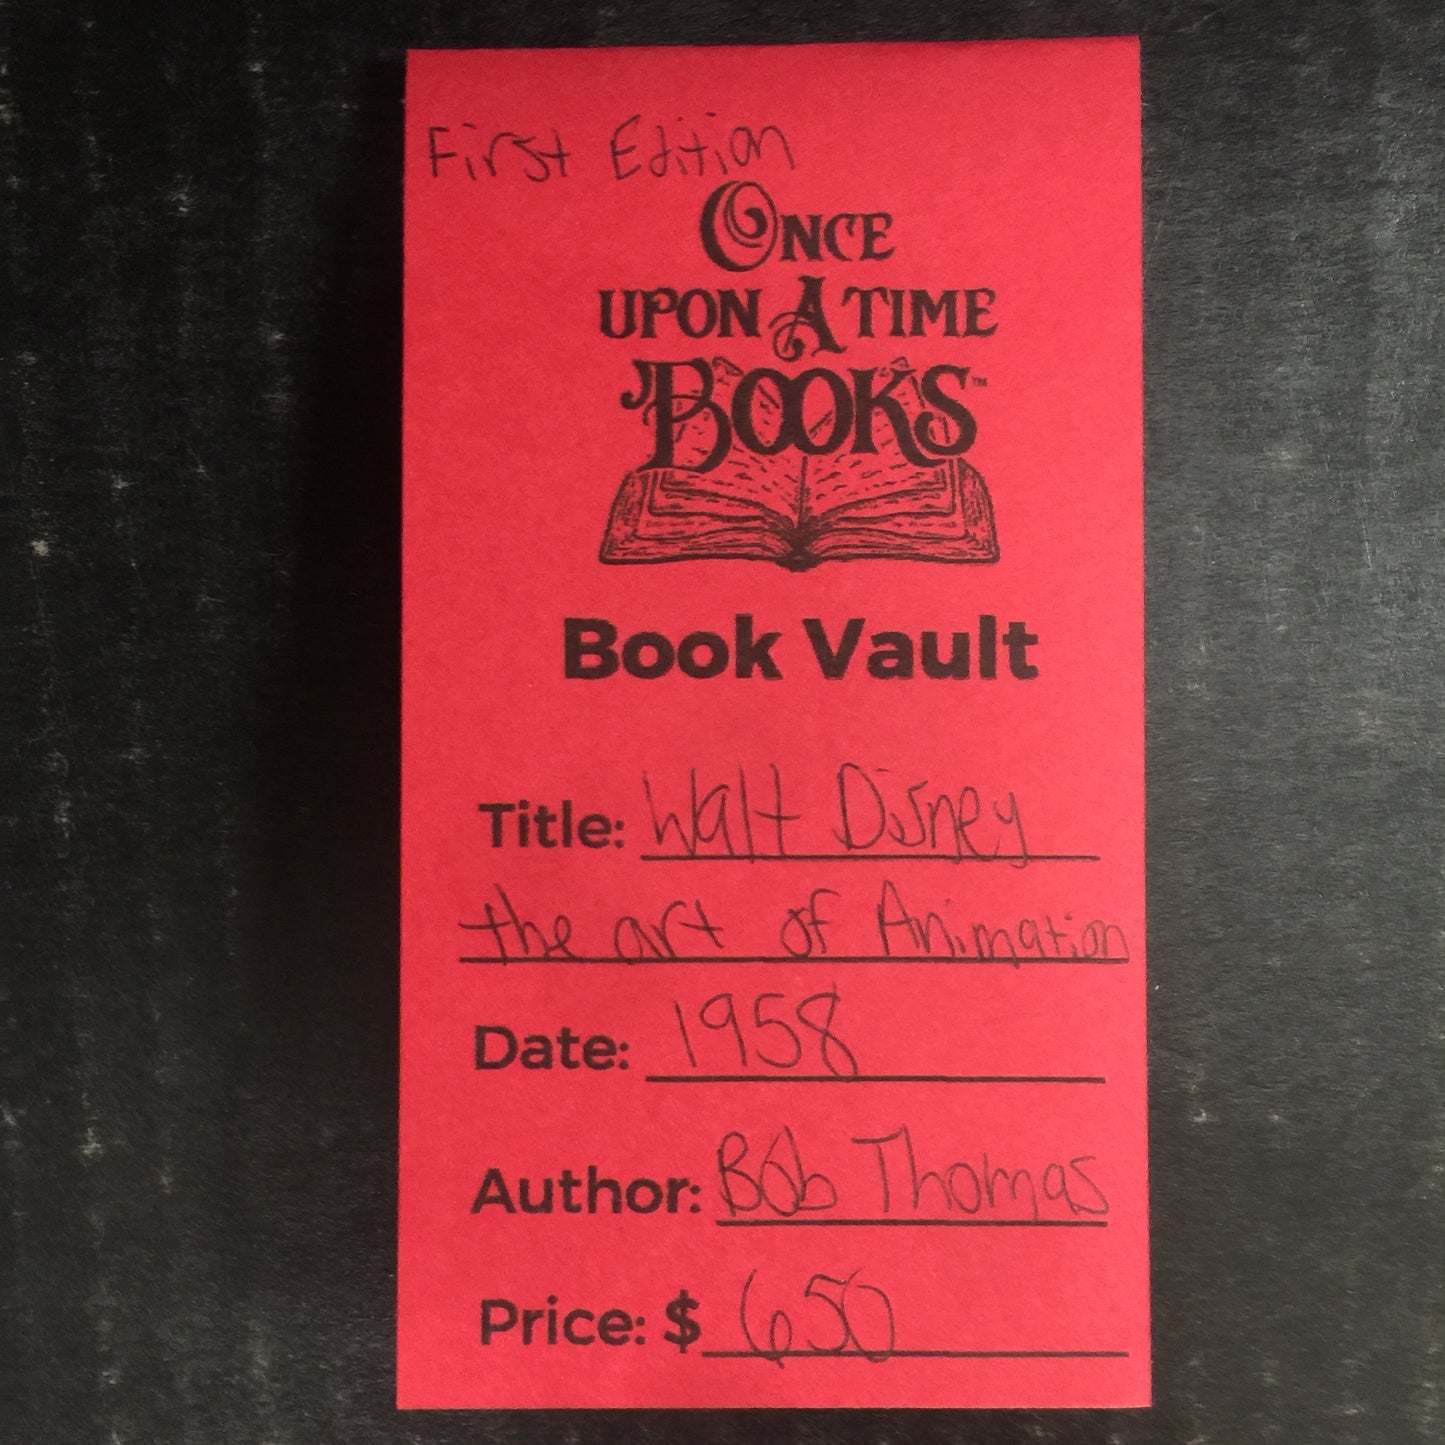 First Edition
ONCE
UPON A TIME
BOOKS™
Book Vault
Title: Walt Disney
the art of Animation
Date: 1958
Author: Bob Thomas
Price: $ 650